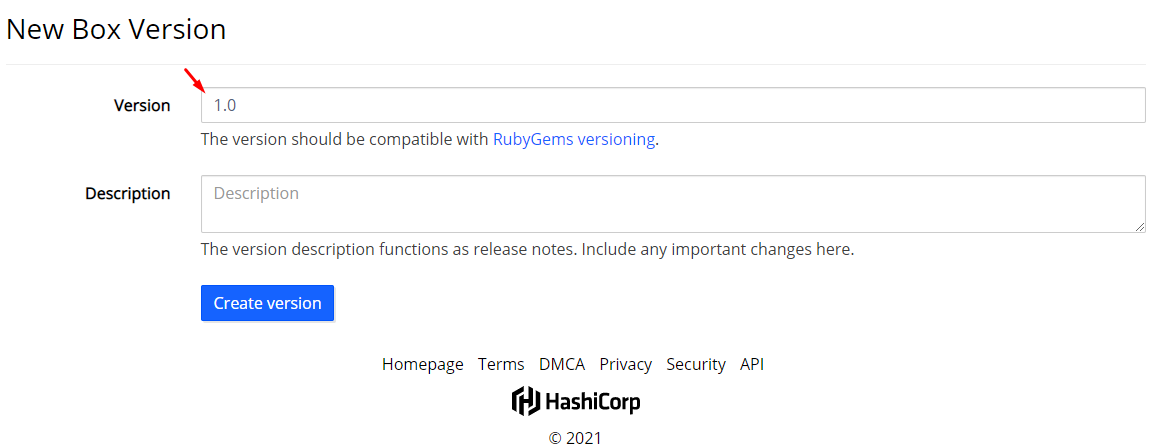 New Box Version
Version
1.0
The version should be compatible with RubyGems versioning.
Description
Description
The version description functions as release notes. Include any important changes here.
Create version
Homepage Terms DMCA Privacy Security API
HashiCorp
© 2021